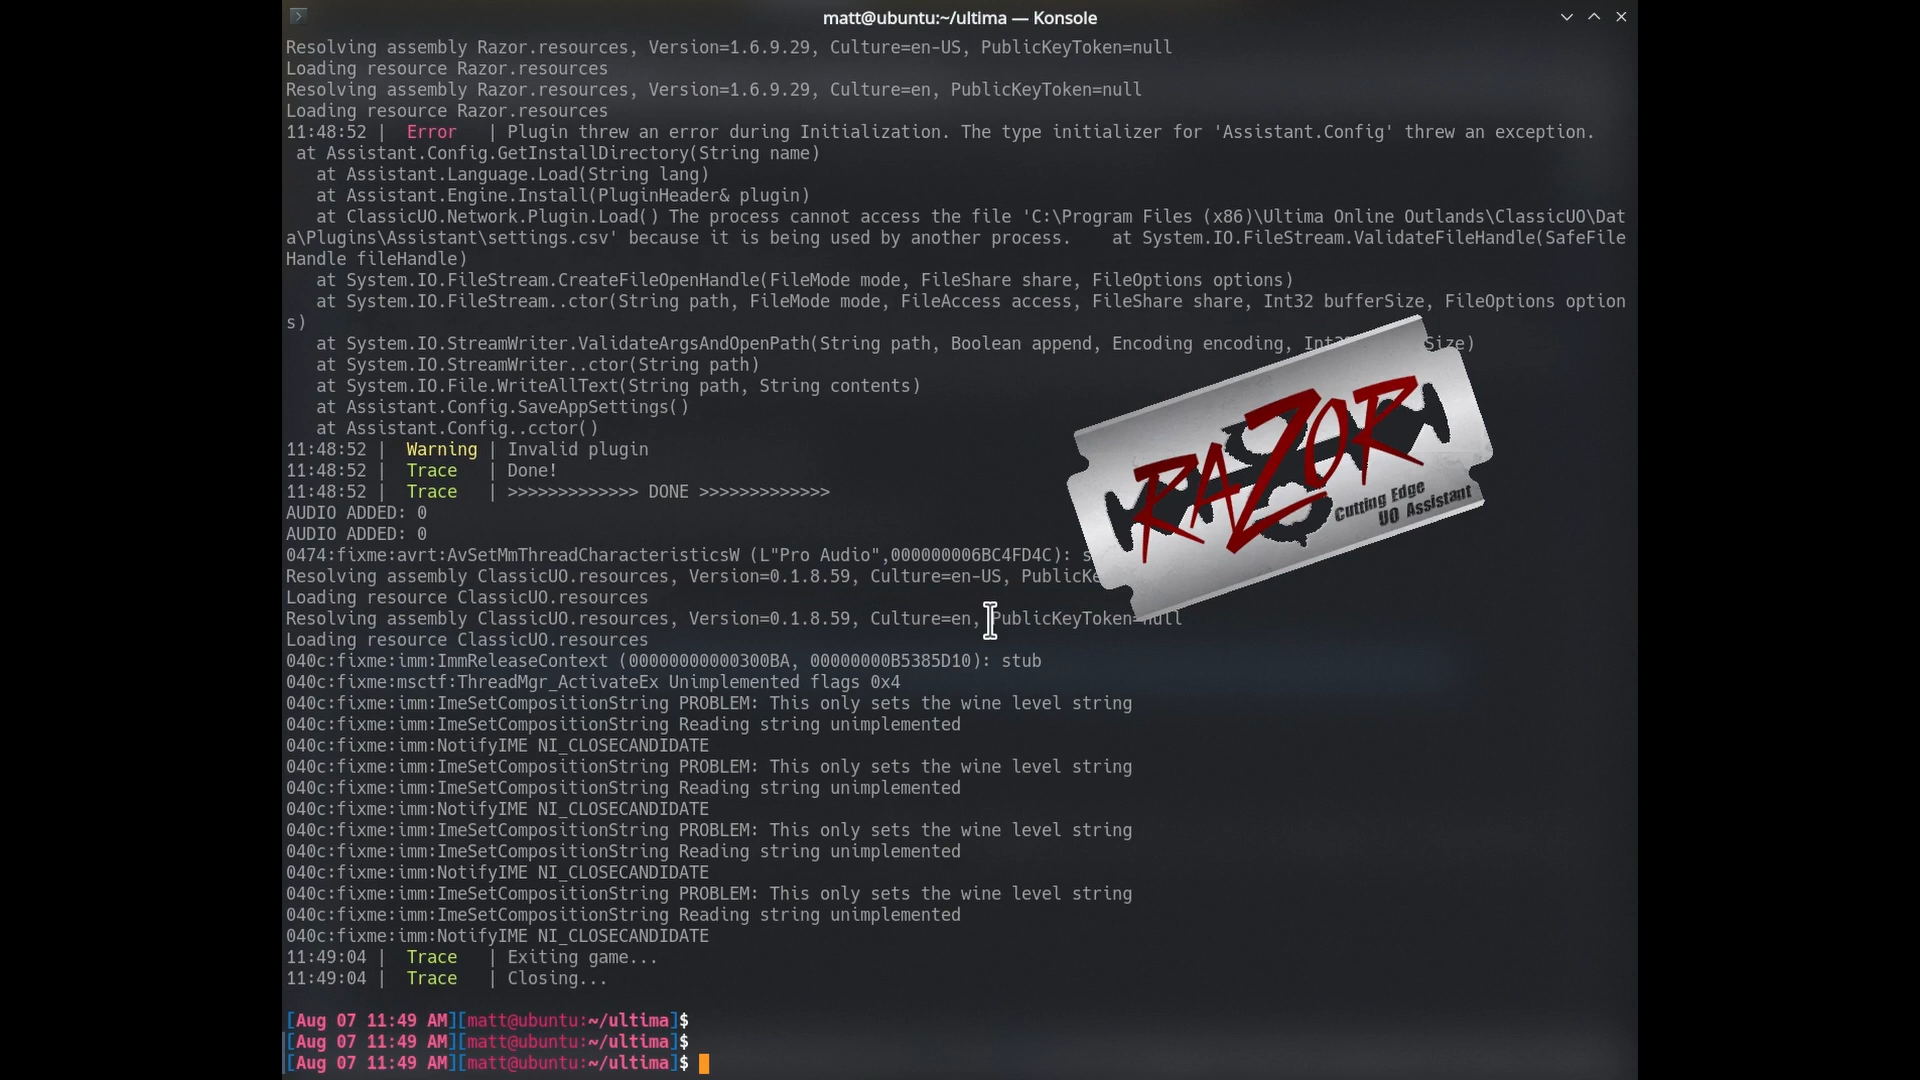 matt@ubuntu:~/ultima — Konsole
Resolving assembly Razor.resources, Version=1.6.9.29, Culture=en-US, PublicKeyToken=null
Loading resource Razor.resources
Resolving assembly Razor.resources, Version=1.6.9.29, Culture=en, PublicKeyToken=null
Loading resource Razor.resources
11:48:52 |  Error   | Plugin threw an error during Initialization. The type initializer for 'Assistant.Config' threw an exception.
 at Assistant.Config.GetInstallDirectory(String name)
   at Assistant.Language.Load(String lang)
   at Assistant.Engine.Install(PluginHeader& plugin)
   at ClassicUO.Network.Plugin.Load() The process cannot access the file 'C:\Program Files (x86)\Ultima Online Outlands\ClassicUO\Dat
a\Plugins\Assistant\settings.csv' because it is being used by another process.    at System.IO.FileStream.ValidateFileHandle(SafeFile
Handle fileHandle)
   at System.IO.FileStream.CreateFileOpenHandle(FileMode mode, FileShare share, FileOptions options)
   at System.IO.FileStream..ctor(String path, FileMode mode, FileAccess access, FileShare share, Int32 bufferSize, FileOptions option
s)
   at System.IO.StreamWriter.ValidateArgsAndOpenPath(String path, Boolean append, Encoding encoding, Size)
   at System.IO.StreamWriter..ctor(String path)
   at System.IO.File.WriteAllText(String path, String contents)
   at Assistant.Config.SaveAppSettings()
   at Assistant.Config..cctor()
11:48:52 |  Warning | Invalid plugin
11:48:52 |  Trace   | Done!
11:48:52 |  Trace   | >>>>>>>>>>>>> DONE >>>>>>>>>>>>>
AUDIO ADDED: 0
AUDIO ADDED: 0
0474:fixme:avrt:AvSetMmThreadCharacteristicsW (L"Pro Audio",000000006BC4FD4C): s
Resolving assembly ClassicUO.resources, Version=0.1.8.59, Culture=en-US, PublicKe
Loading resource ClassicUO.resources
Resolving assembly ClassicUO.resources, Version=0.1.8.59, Culture=en, PublicKeyToken=null
Loading resource ClassicUO.resources
040c:fixme:imm:ImmReleaseContext (00000000000300BA, 00000000B5385D10): stub
040c:fixme:msctf:ThreadMgr_ActivateEx Unimplemented flags 0x4
040c:fixme:imm:ImeSetCompositionString PROBLEM: This only sets the wine level string
040c:fixme:imm:ImeSetCompositionString Reading string unimplemented
040c:fixme:imm:NotifyIME NI_CLOSECANDIDATE
040c:fixme:imm:ImeSetCompositionString PROBLEM: This only sets the wine level string
040c:fixme:imm:ImeSetCompositionString Reading string unimplemented
040c:fixme:imm:NotifyIME NI_CLOSECANDIDATE
040c:fixme:imm:ImeSetCompositionString PROBLEM: This only sets the wine level string
040c:fixme:imm:ImeSetCompositionString Reading string unimplemented
040c:fixme:imm:NotifyIME NI_CLOSECANDIDATE
040c:fixme:imm:ImeSetCompositionString PROBLEM: This only sets the wine level string
040c:fixme:imm:ImeSetCompositionString Reading string unimplemented
040c:fixme:imm:NotifyIME NI_CLOSECANDIDATE
11:49:04 |  Trace   | Exiting game...
11:49:04 |  Trace   | Closing...
[Aug 07 11:49 AM][matt@ubuntu:~/ultima]$
[Aug 07 11:49 AM][matt@ubuntu:~/ultima]$
[Aug 07 11:49 AM][matt@ubuntu:~/ultima]$
RAZOR
Cutting Edge
UO Assistant